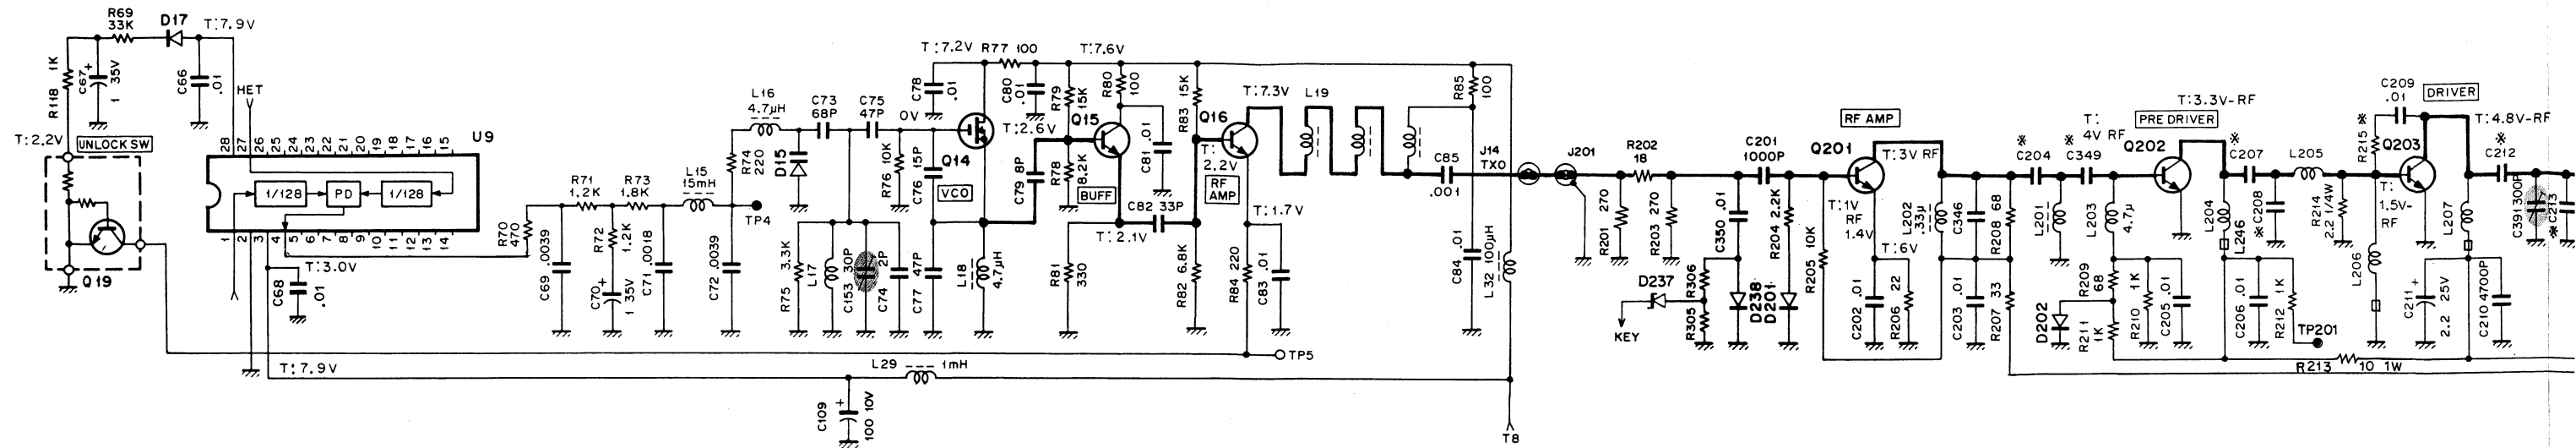 R69
33K
D17
T:7.9V
R118 1K
C67 +
1 35V
C66
.01
HET
T:2.2V
UNLOCK SW
Q19
U9
28 27 26 25 24 23 22 21 20 19 18 17 16 15
1/128
PD
1/128
1 2 3 4 5 6 7 8 9 10 11 12 13 14
T:3.0V
C68
.01
T:7.9V
R70
470
C69 .0039
R71
1.2K
R72
1.2K
C70 +
1 35V
R73
1.8K
C71 .0018
L15
15mH
C72 .0039
TP4
R74
220
L16
4.7μH
D15
C73
68P
C75
47P
R75 3.3K
L17
C153 30P
C74 2P
R76 10K
0V
C76 15P
C77 47P
C78
.01
T:7.2V
Q14
VCO
L18
4.7μH
R77 100
C80
.01
T:2.6V
C79 8P
R79
15K
R78
8.2K
T:7.6V
R80
100
Q15
BUFF
C81 .01
T:2.1V
R81
330
C82 33P
R83 15K
R82 6.8K
Q16
T:
2.2V
RF
AMP
T:7.3V
T:1.7V
R84 220
C83 .01
TP5
L19
R85
100
C85
.001
C84 .01
L32 100μH
L29 1mH
C109
+
100 10V
T8
J14
TXO
J201
R201 270
R202
18
R203 270
KEY
D237
R306
R305
C350 .01
D238
C201
1000P
R204 2.2K
D201
R205 10K
RF AMP
Q201
T:3V RF
T:1V
RF
1.4V
T:6V
C202 .01
R206 22
L202
33μ
C346
C203 .01
R208 68
R207 33
※
C204
L201
※
C349
T:
4V RF
L203
4.7μ
R209
68
D202
R211
1K
R210 1K
C205 .01
Q202
PRE DRIVER
T:3.3V-RF
L204
L246
C206 .01
R212 1K
TP201
※
C207
※C208
L205
R214
2.2 1/4W
R213 10 1W
R215 ※
C209
.01
Q203
DRIVER
T:
1.5V-
RF
L206
T:4.8V-RF
L207
C211 +
2.2 25V
C210 4700P
※
C212
C391 300P
※C213